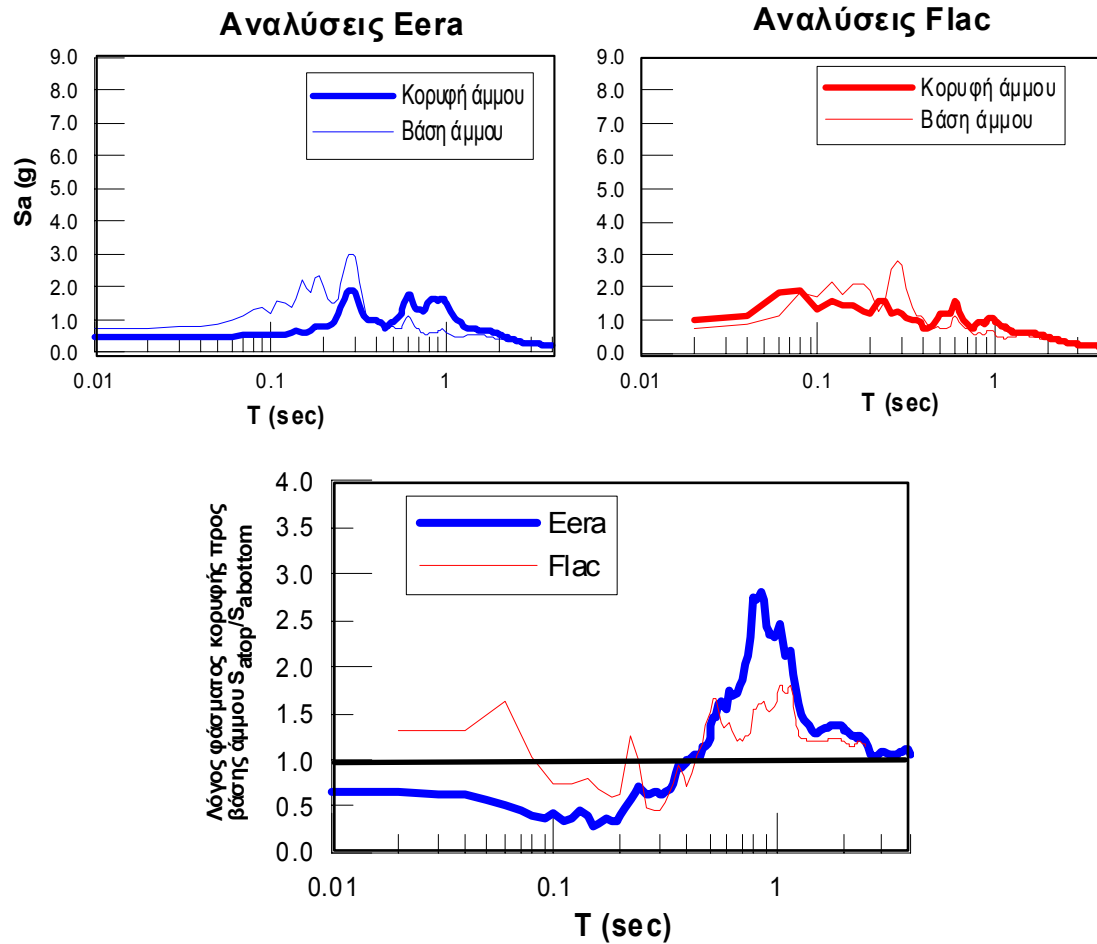 Αναλύσεις Eera
9.0
8.0
7.0
6.0
5.0
4.0
3.0
2.0
1.0
0.0
Sa (g)
Κορυφή άμμου
Βάση άμμου
0.01
0.1
1
T (sec)
Αναλύσεις Flac
9.0
8.0
7.0
6.0
5.0
4.0
3.0
2.0
1.0
0.0
Κορυφή άμμου
Βάση άμμου
0.01
0.1
1
T (sec)
4.0
3.5
3.0
2.5
2.0
1.5
1.0
0.5
0.0
Λόγος φάσματος κορυφής προς
βάσης άμμου Satop/Sabottom
Eera
Flac
0.01
0.1
1
T (sec)